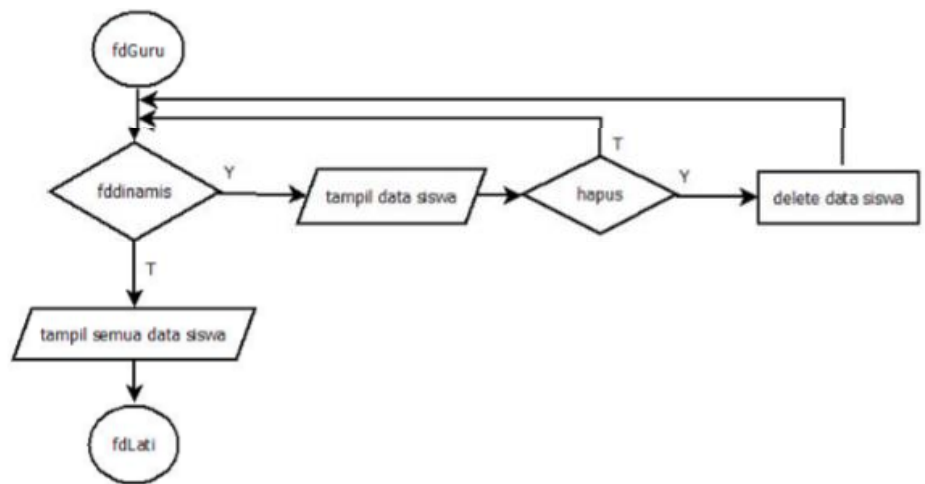 fdGuru
T
fddinamis
Y
tampil data siswa
hapus
Y
delete data siswa
T
tampil semua data siswa
fdLati